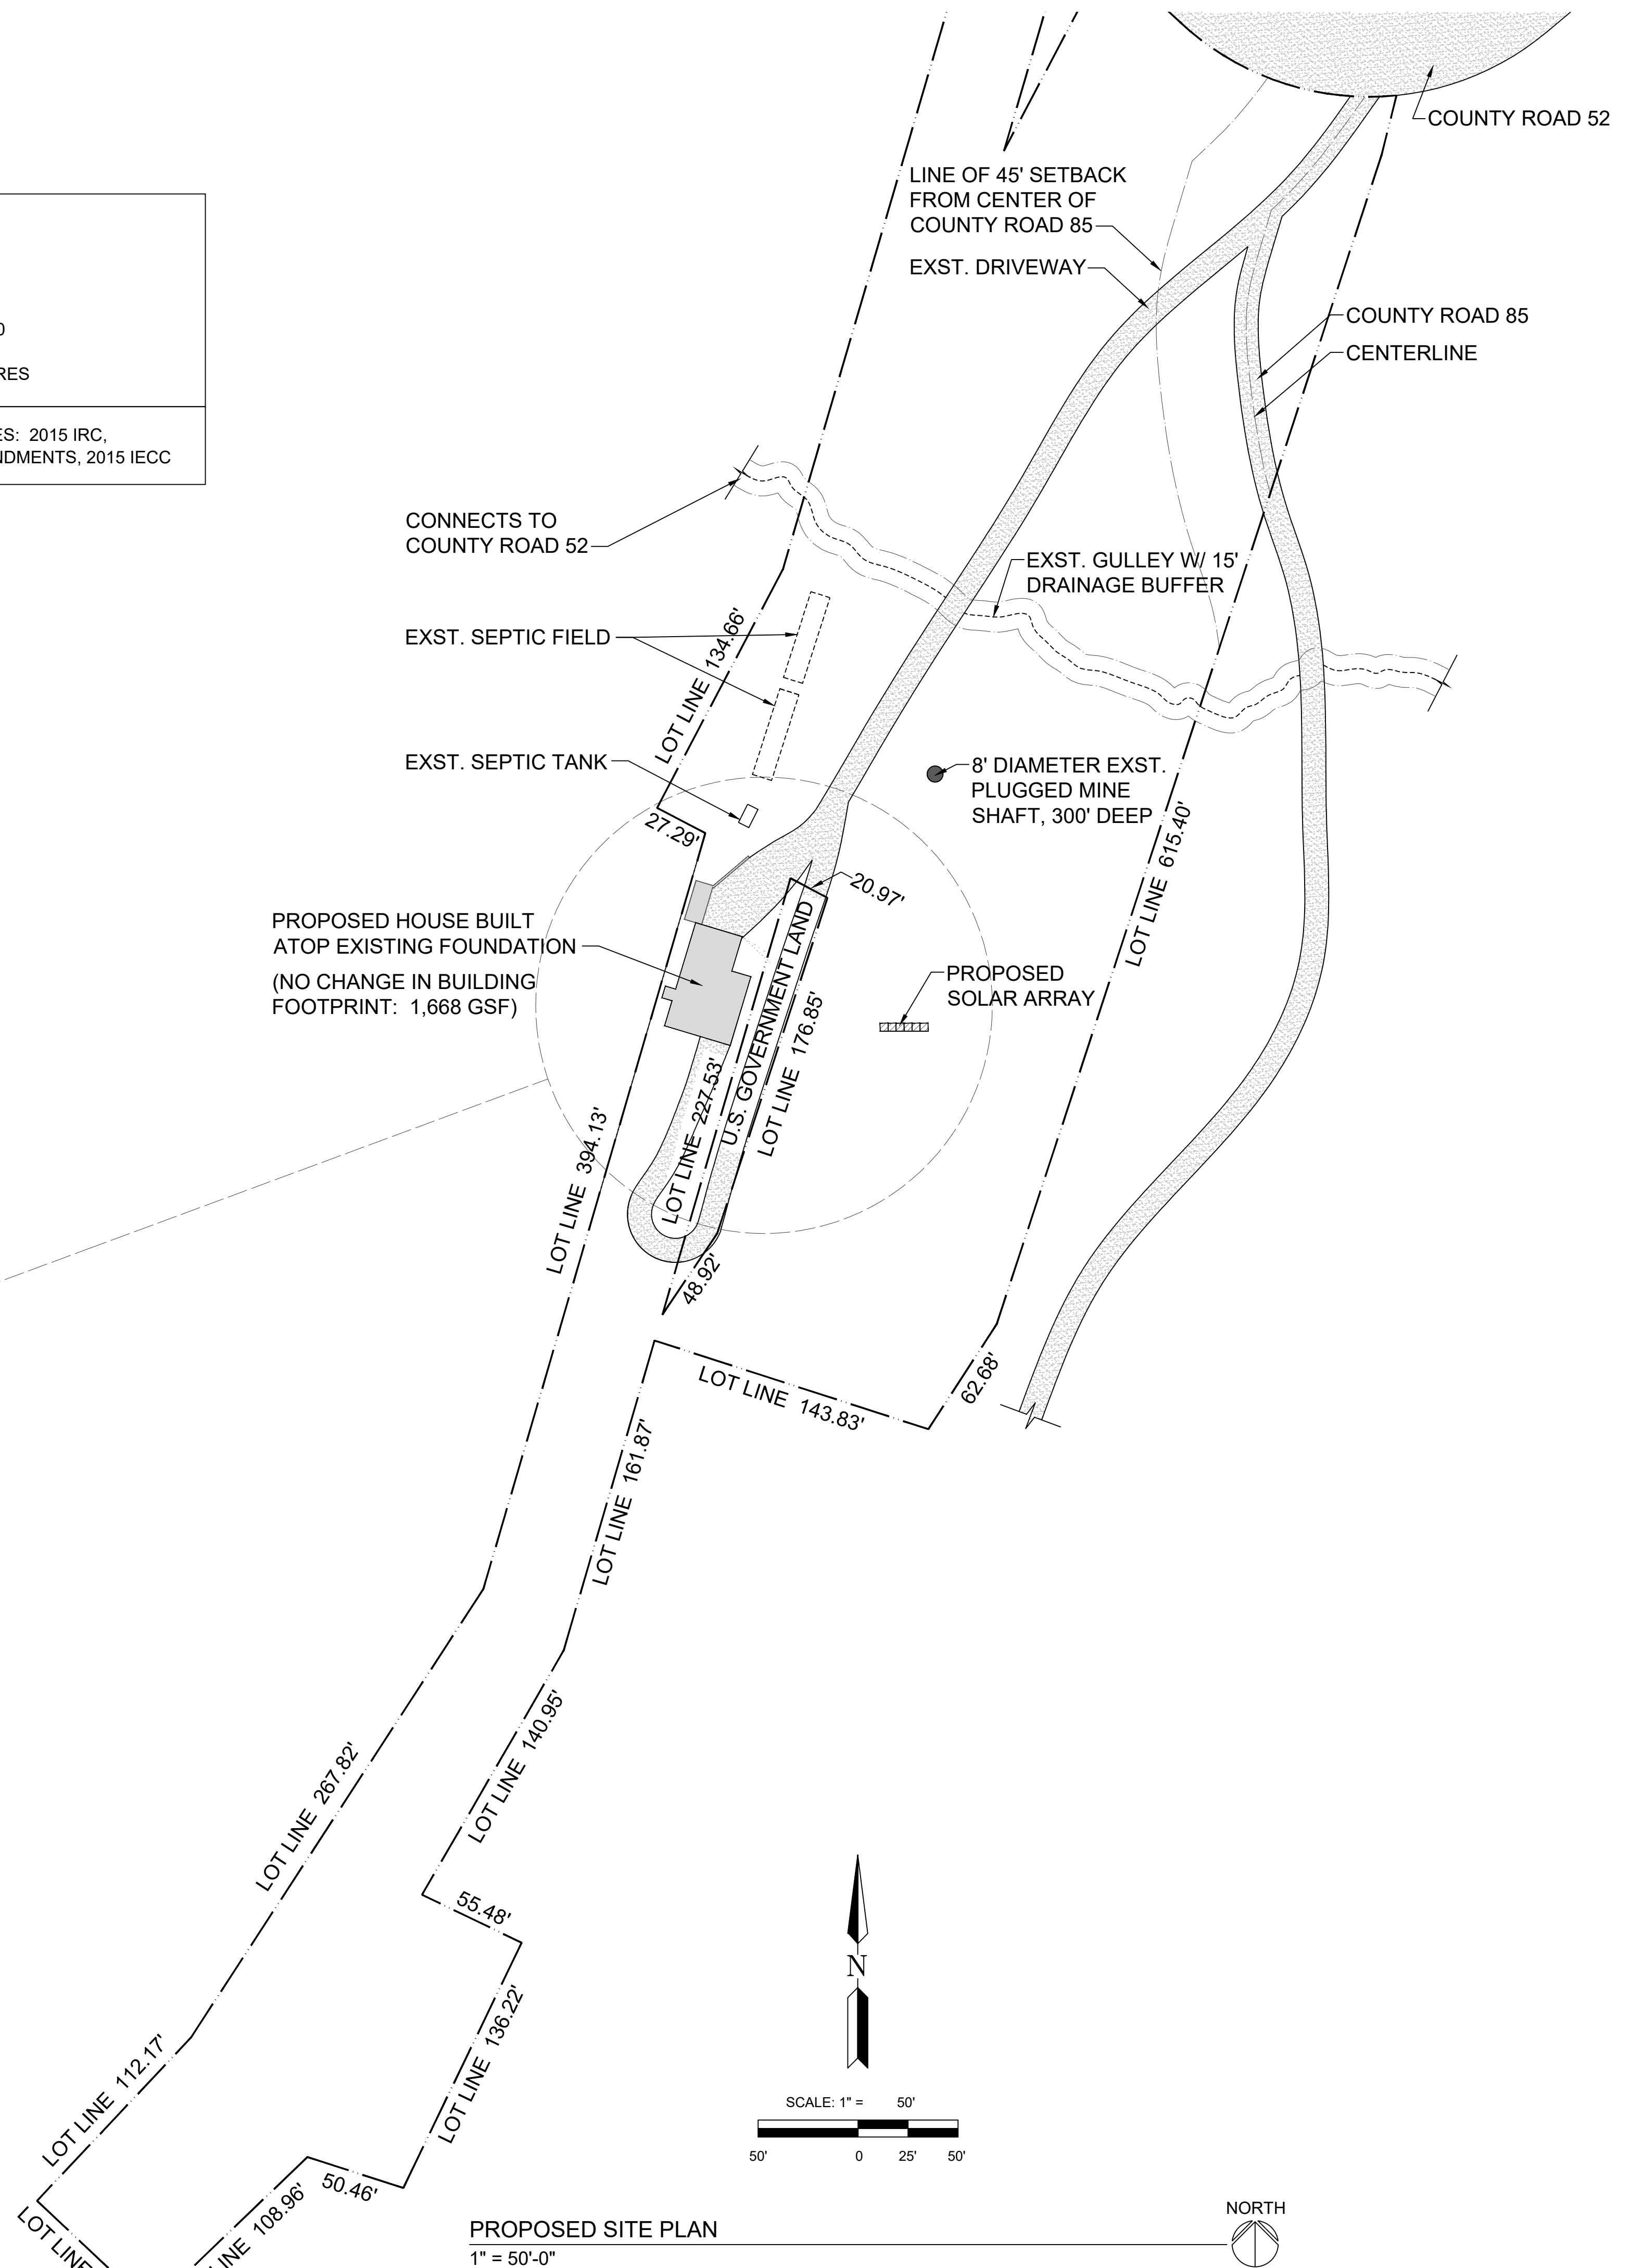 COUNTY ROAD 52
LINE OF 45' SETBACK
FROM CENTER OF
COUNTY ROAD 85
EXST. DRIVEWAY
COUNTY ROAD 85
CENTERLINE
0
RES
ES: 2015 IRC,
NDMENTS, 2015 IECC
CONNECTS TO
COUNTY ROAD 52
EXST. GULLEY W/ 15'
DRAINAGE BUFFER
EXST. SEPTIC FIELD
LOT LINE 134.66'
EXST. SEPTIC TANK
8' DIAMETER EXST.
PLUGGED MINE
SHAFT, 300' DEEP
27.29'
LOT LINE 615.40'
20.97'
PROPOSED HOUSE BUILT
ATOP EXISTING FOUNDATION
(NO CHANGE IN BUILDING
FOOTPRINT: 1,668 GSF)
PROPOSED
SOLAR ARRAY
U.S. GOVERNMENT LAND
LOT LINE 176.85'
LOT LINE 227.53'
LOT LINE 394.13'
48.92'
LOT LINE 143.83'
62.68'
LOT LINE 161.87'
LOT LINE 140.95'
LOT LINE 267.82'
55.48'
LOT LINE 136.22'
LOT LINE 112.17'
50.46'
LINE 108.96'
LOT LINE
N
SCALE: 1" = 50'
50' 0 25' 50'
NORTH
PROPOSED SITE PLAN
1" = 50'-0"